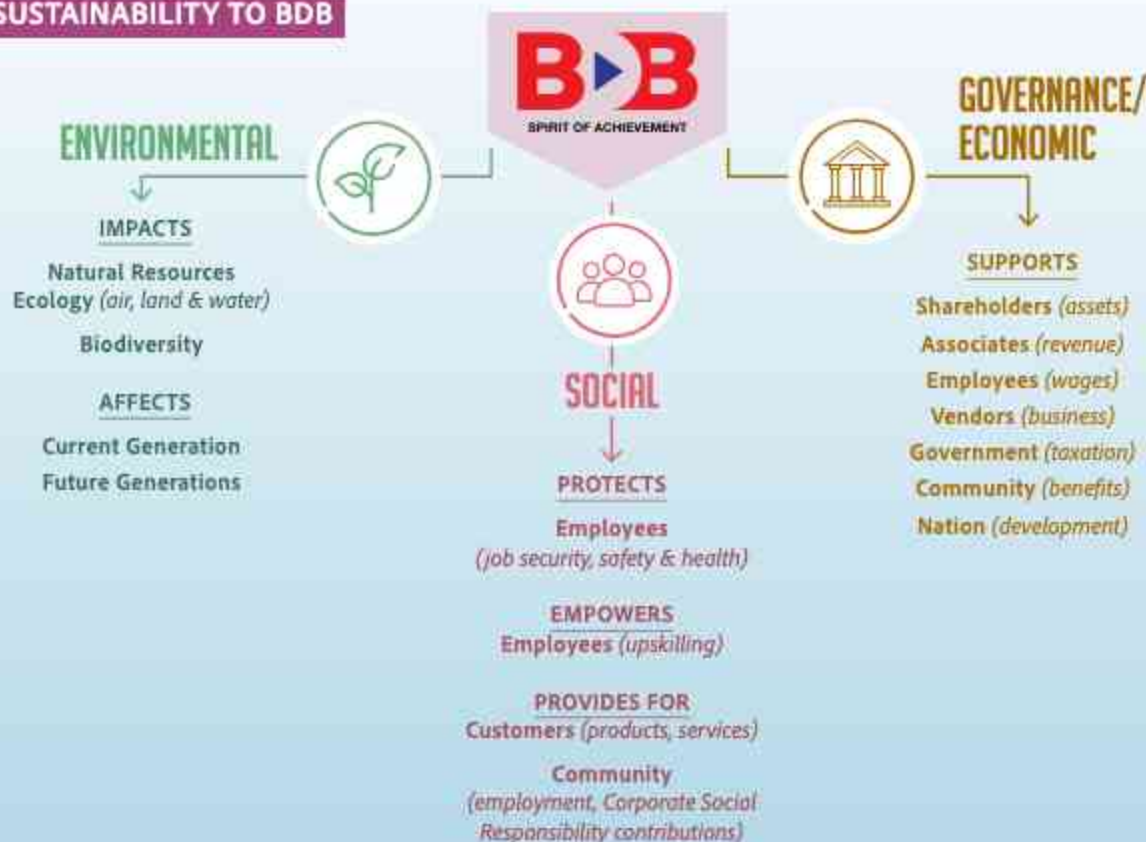 SUSTAINABILITY TO BDB
BDB
SPIRIT OF ACHIEVEMENT
ENVIRONMENTAL
IMPACTS
Natural Resources
Ecology (air, land & water)
Biodiversity
AFFECTS
Current Generation
Future Generations
SOCIAL
PROTECTS
Employees
(job security, safety & health)
EMPOWERS
Employees (upskilling)
PROVIDES FOR
Customers (products, services)
Community
(employment, Corporate Social
Responsibility contributions)
GOVERNANCE/
ECONOMIC
SUPPORTS
Shareholders (assets)
Associates (revenue)
Employees (wages)
Vendors (business)
Government (taxation)
Community (benefits)
Nation (development)